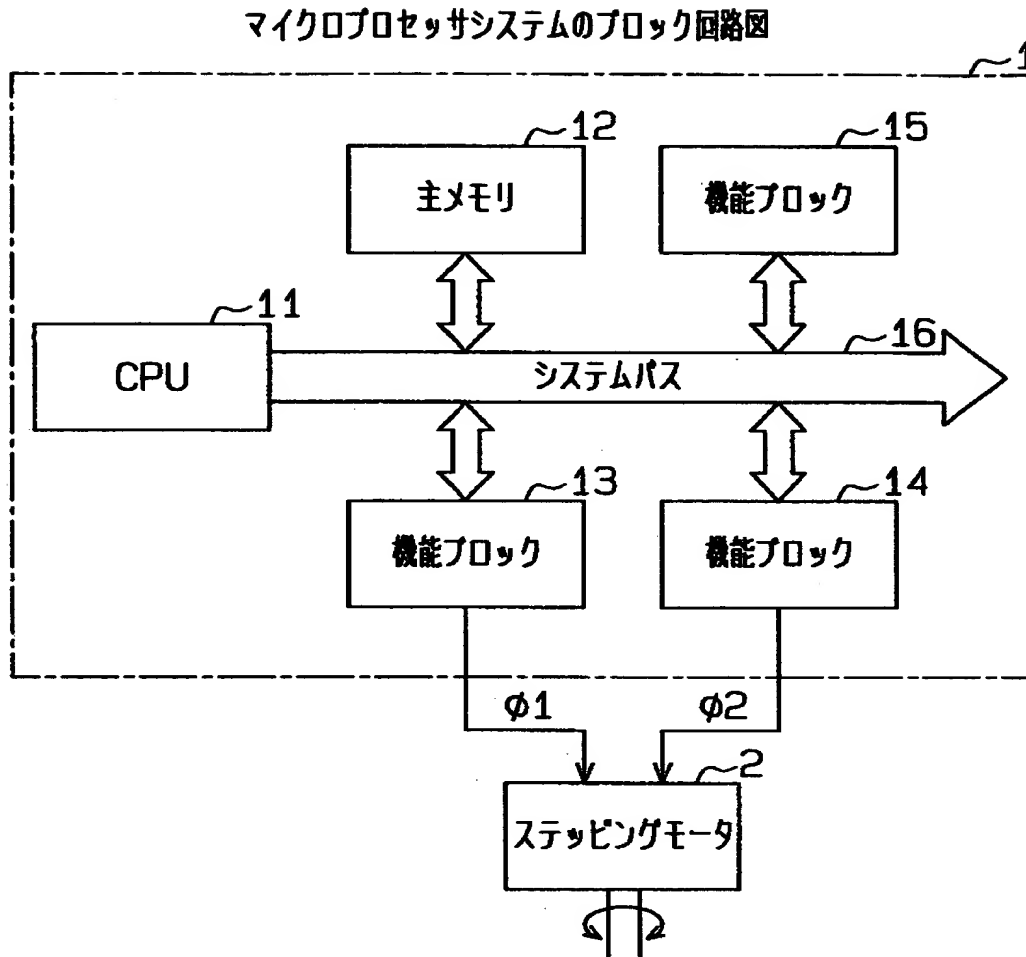 マイクロプロセッサシステムのブロック回路図
1
12
15
主メモリ
機能ブロック
11
16
CPU
システムバス
13
14
機能ブロック
機能ブロック
φ1
φ2
2
ステッピングモータ